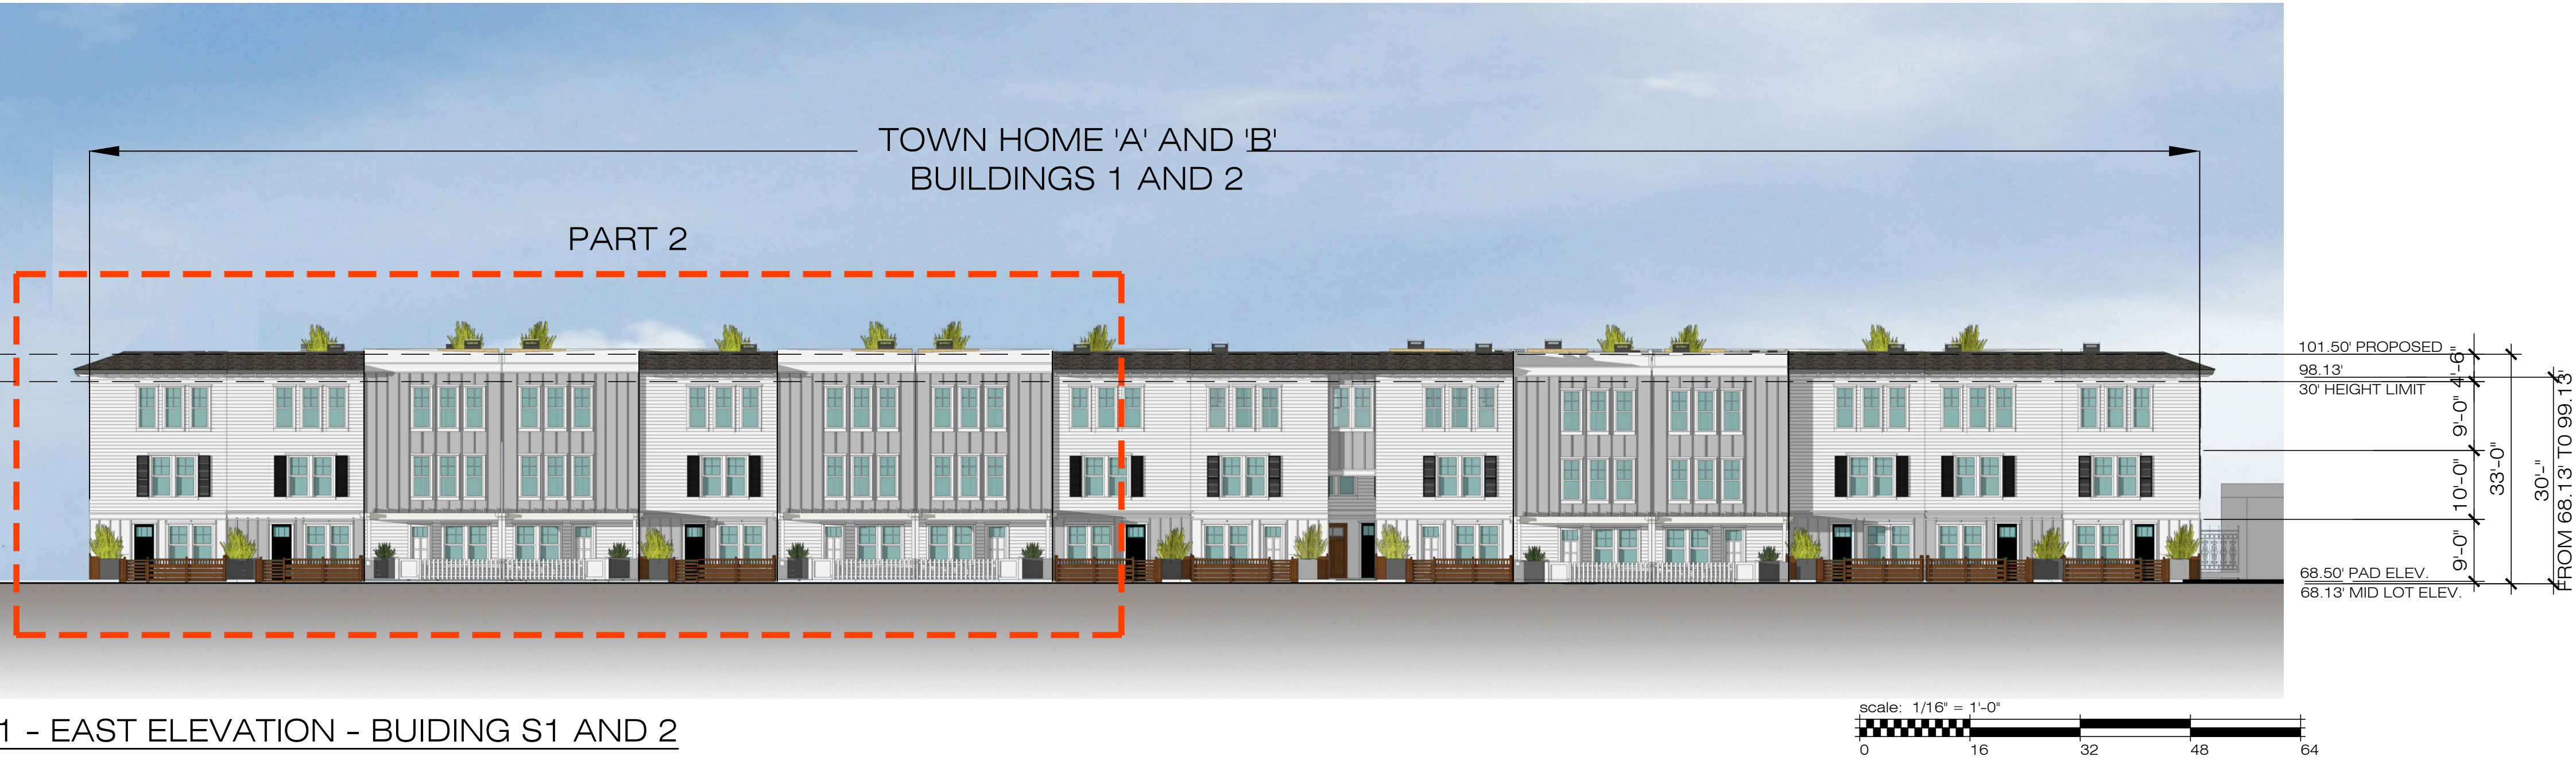 TOWN HOME 'A' AND 'B'
BUILDINGS 1 AND 2
PART 2
101.50' PROPOSED
98.13'
30' HEIGHT LIMIT
4'-6"
9'-0"
10'-0"
9'-0"
33'-0"
30'-"
FROM 68.13' TO 99.13'
68.50' PAD ELEV.
68.13' MID LOT ELEV.
1 - EAST ELEVATION - BUIDING S1 AND 2
scale: 1/16" = 1'-0"
0 16 32 48 64